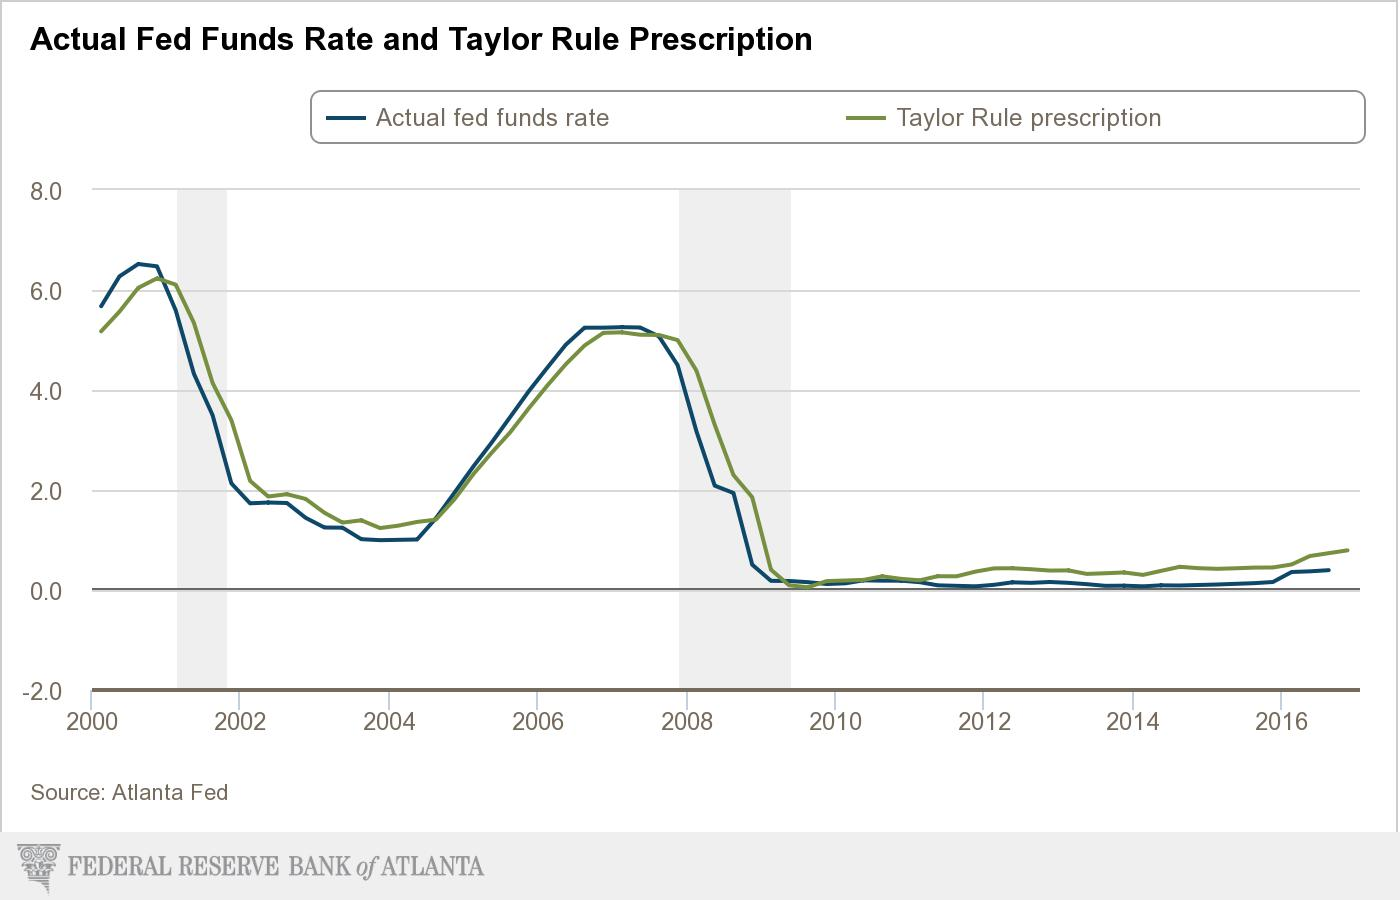 Actual Fed Funds Rate and Taylor Rule Prescription
Actual fed funds rate
Taylor Rule prescription
8.0
6.0
4.0
2.0
0.0
-2.0
2000 2002 2004 2006 2008 2010 2012 2014 2016
Source: Atlanta Fed
FEDERAL RESERVE BANK of ATLANTA